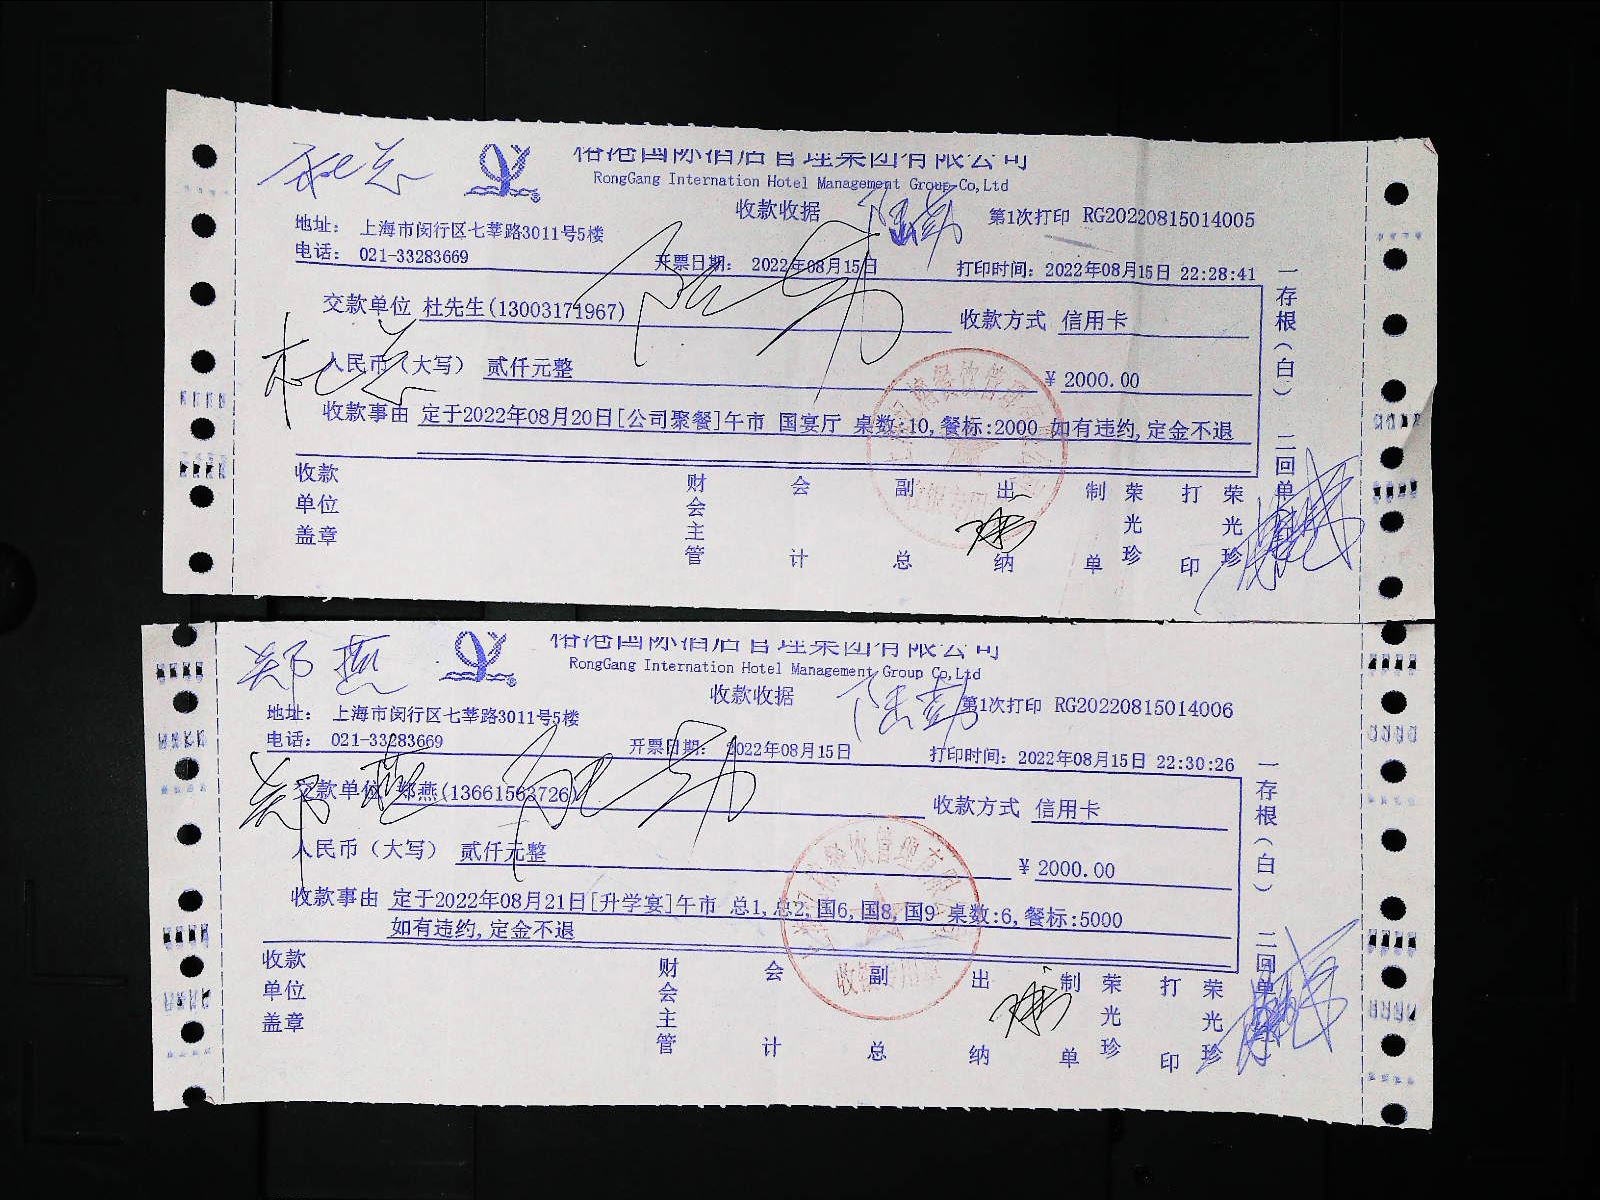 杜总
榕港国际酒店管理集团有限公司
RongGang Internation Hotel Management Group Co,Ltd
收款收据 陆勤 第1次打印 RG20220815014005
地址： 上海市闵行区七莘路3011号5楼
电话： 021-33283669 开票日期： 2022年08月15日 打印时间：2022年08月15日 22:28:41
交款单位 杜先生(13003171967) 收款方式 信用卡
杜总
人民币（大写） 贰仟元整 ￥2000.00
收款事由 定于2022年08月20日[公司聚餐]午市 国宴厅 桌数:10,餐标:2000 如有违约,定金不退
收款单位盖章 财会主管 会计 副总 出纳 制单 荣光珍 打印 荣光珍
一存根（白） 二回单
郑燕
榕港国际酒店管理集团有限公司
RongGang Internation Hotel Management Group Co,Ltd
收款收据 陆勤 第1次打印 RG20220815014006
地址： 上海市闵行区七莘路3011号5楼
电话： 021-33283669 开票日期： 2022年08月15日 打印时间：2022年08月15日 22:30:26
交款单位 郑燕(13661563726) 收款方式 信用卡
郑燕
人民币（大写） 贰仟元整 ￥2000.00
收款事由 定于2022年08月21日[升学宴]午市 总1,总2,国6,国8,国9 桌数:6,餐标:5000
如有违约,定金不退
收款单位盖章 财会主管 会计 副总 出纳 制单 荣光珍 打印 荣光珍
一存根（白） 二回单